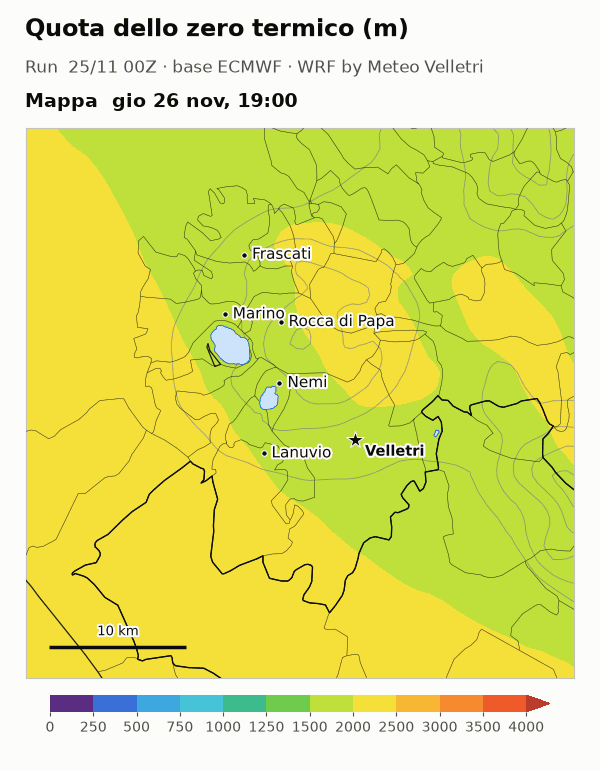 Quota dello zero termico (m)
Run  25/11 00Z · base ECMWF · WRF by Meteo Velletri
Mappa  gio 26 nov, 19:00
Frascati
Marino
Rocca di Papa
Nemi
Velletri
Lanuvio
10 km
0 250 500 750 1000 1250 1500 2000 2500 3000 3500 4000